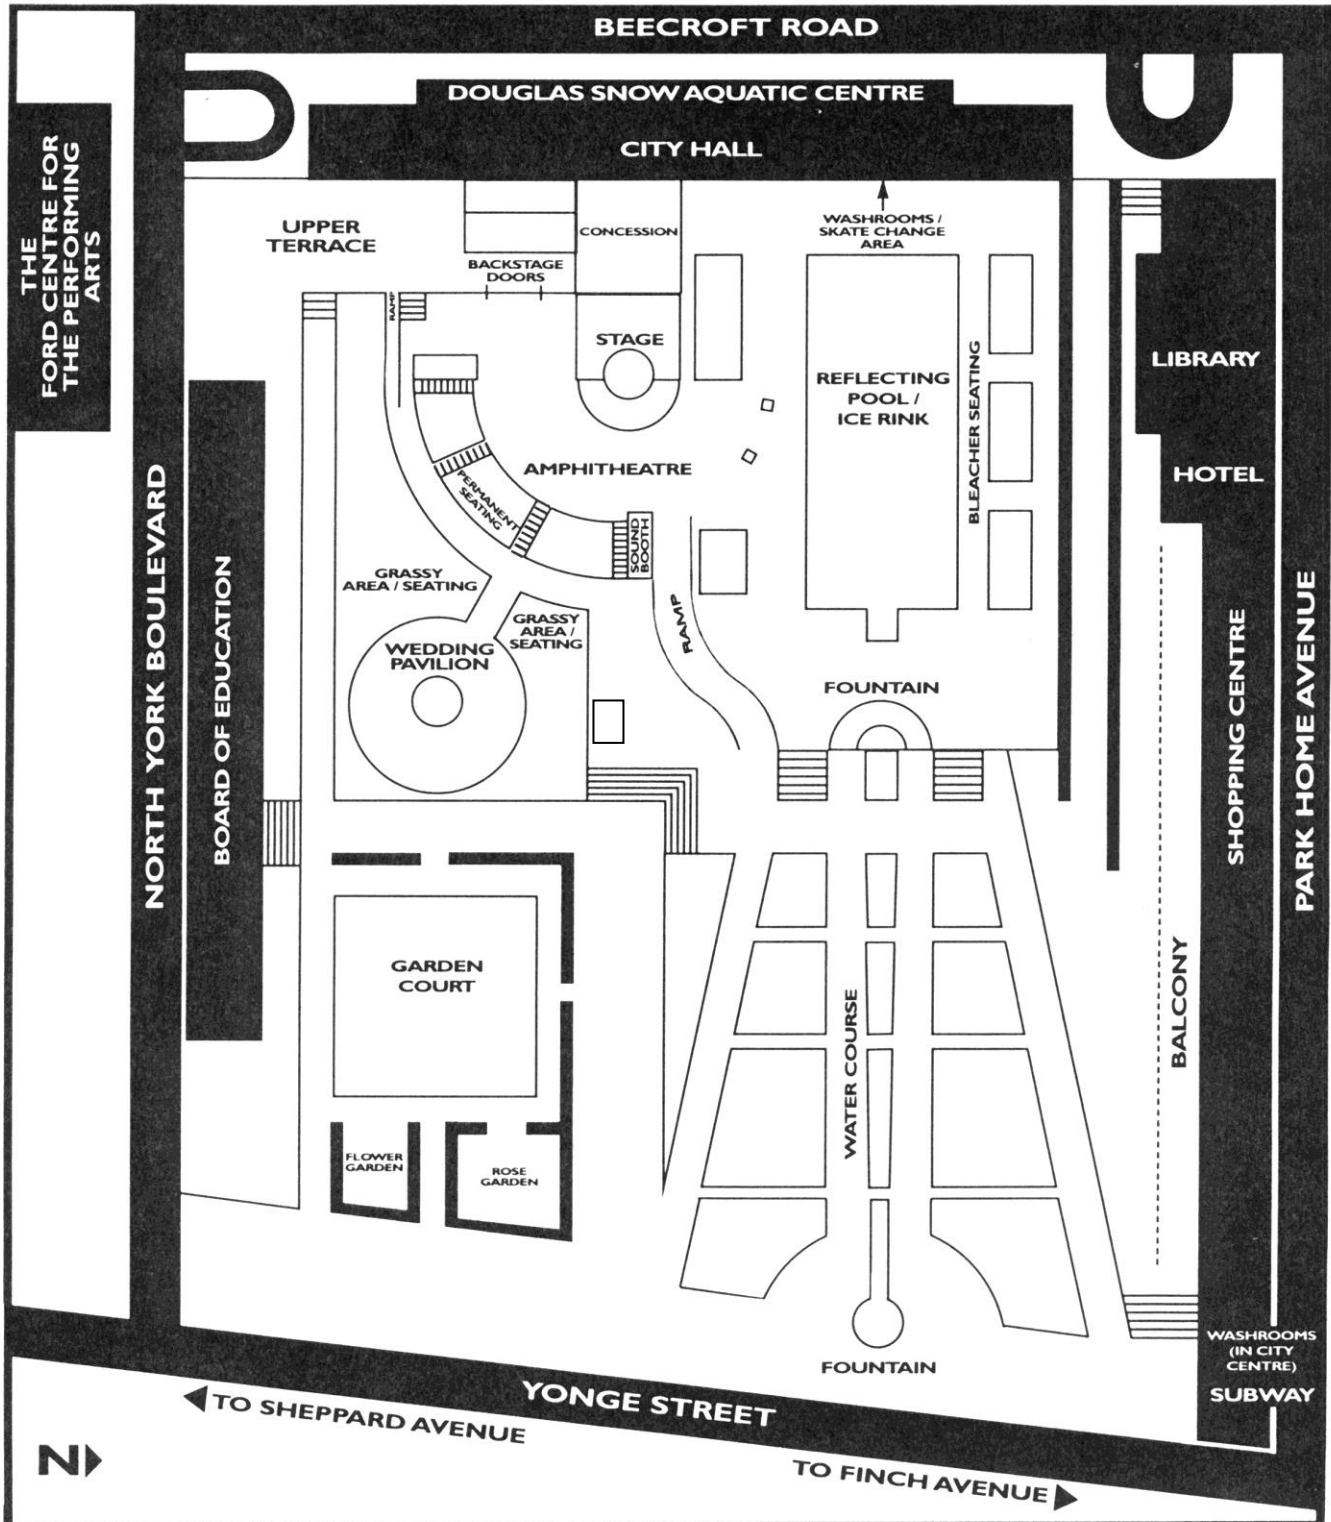 BEECROFT ROAD
DOUGLAS SNOW AQUATIC CENTRE
CITY HALL
THE
FORD CENTRE FOR
THE PERFORMING
ARTS
UPPER
TERRACE
CONCESSION
WASHROOMS /
SKATE CHANGE
AREA
BACKSTAGE
DOORS
RAMP
STAGE
LIBRARY
REFLECTING
POOL /
ICE RINK
BLEACHER SEATING
HOTEL
AMPHITHEATRE
PERMANENT
SEATING
SOUND
BOOTH
NORTH YORK BOULEVARD
BOARD OF EDUCATION
GRASSY
AREA / SEATING
GRASSY
AREA /
SEATING
RAMP
WEDDING
PAVILION
FOUNTAIN
SHOPPING CENTRE
PARK HOME AVENUE
GARDEN
COURT
WATER COURSE
BALCONY
FLOWER
GARDEN
ROSE
GARDEN
FOUNTAIN
WASHROOMS
(IN CITY
CENTRE)
SUBWAY
YONGE STREET
TO SHEPPARD AVENUE
TO FINCH AVENUE
N